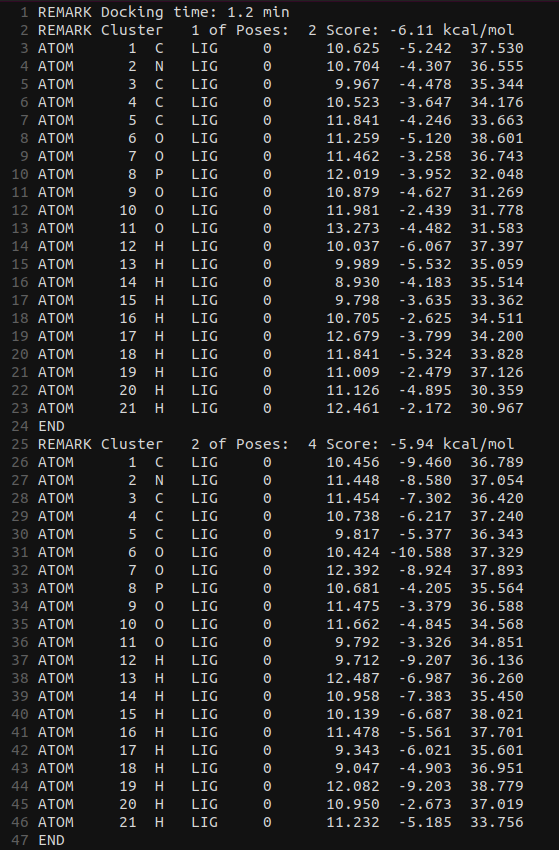 1 REMARK Docking time: 1.2 min
2 REMARK Cluster   1 of Poses:  2 Score: -6.11 kcal/mol
3 ATOM      1  C   LIG     0      10.625  -5.242  37.530
4 ATOM      2  N   LIG     0      10.704  -4.307  36.555
5 ATOM      3  C   LIG     0       9.967  -4.478  35.344
6 ATOM      4  C   LIG     0      10.523  -3.647  34.176
7 ATOM      5  C   LIG     0      11.841  -4.246  33.663
8 ATOM      6  O   LIG     0      11.259  -5.120  38.601
9 ATOM      7  O   LIG     0      11.462  -3.258  36.743
10 ATOM      8  P   LIG     0      12.019  -3.952  32.048
11 ATOM      9  O   LIG     0      10.879  -4.627  31.269
12 ATOM     10  O   LIG     0      11.981  -2.439  31.778
13 ATOM     11  O   LIG     0      13.273  -4.482  31.583
14 ATOM     12  H   LIG     0      10.037  -6.067  37.397
15 ATOM     13  H   LIG     0       9.989  -5.532  35.059
16 ATOM     14  H   LIG     0       8.930  -4.183  35.514
17 ATOM     15  H   LIG     0       9.798  -3.635  33.362
18 ATOM     16  H   LIG     0      10.705  -2.625  34.511
19 ATOM     17  H   LIG     0      12.679  -3.799  34.200
20 ATOM     18  H   LIG     0      11.841  -5.324  33.828
21 ATOM     19  H   LIG     0      11.009  -2.479  37.126
22 ATOM     20  H   LIG     0      11.126  -4.895  30.359
23 ATOM     21  H   LIG     0      12.461  -2.172  30.967
24 END
25 REMARK Cluster   2 of Poses:  4 Score: -5.94 kcal/mol
26 ATOM      1  C   LIG     0      10.456  -9.460  36.789
27 ATOM      2  N   LIG     0      11.448  -8.580  37.054
28 ATOM      3  C   LIG     0      11.454  -7.302  36.420
29 ATOM      4  C   LIG     0      10.738  -6.217  37.240
30 ATOM      5  C   LIG     0       9.817  -5.377  36.343
31 ATOM      6  O   LIG     0      10.424 -10.588  37.329
32 ATOM      7  O   LIG     0      12.392  -8.924  37.893
33 ATOM      8  P   LIG     0      10.681  -4.205  35.564
34 ATOM      9  O   LIG     0      11.475  -3.379  36.588
35 ATOM     10  O   LIG     0      11.662  -4.845  34.568
36 ATOM     11  O   LIG     0       9.792  -3.326  34.851
37 ATOM     12  H   LIG     0       9.712  -9.207  36.136
38 ATOM     13  H   LIG     0      12.487  -6.987  36.260
39 ATOM     14  H   LIG     0      10.958  -7.383  35.450
40 ATOM     15  H   LIG     0      10.139  -6.687  38.021
41 ATOM     16  H   LIG     0      11.478  -5.561  37.701
42 ATOM     17  H   LIG     0       9.343  -6.021  35.601
43 ATOM     18  H   LIG     0       9.047  -4.903  36.951
44 ATOM     19  H   LIG     0      12.082  -9.203  38.779
45 ATOM     20  H   LIG     0      10.950  -2.673  37.019
46 ATOM     21  H   LIG     0      11.232  -5.185  33.756
47 END